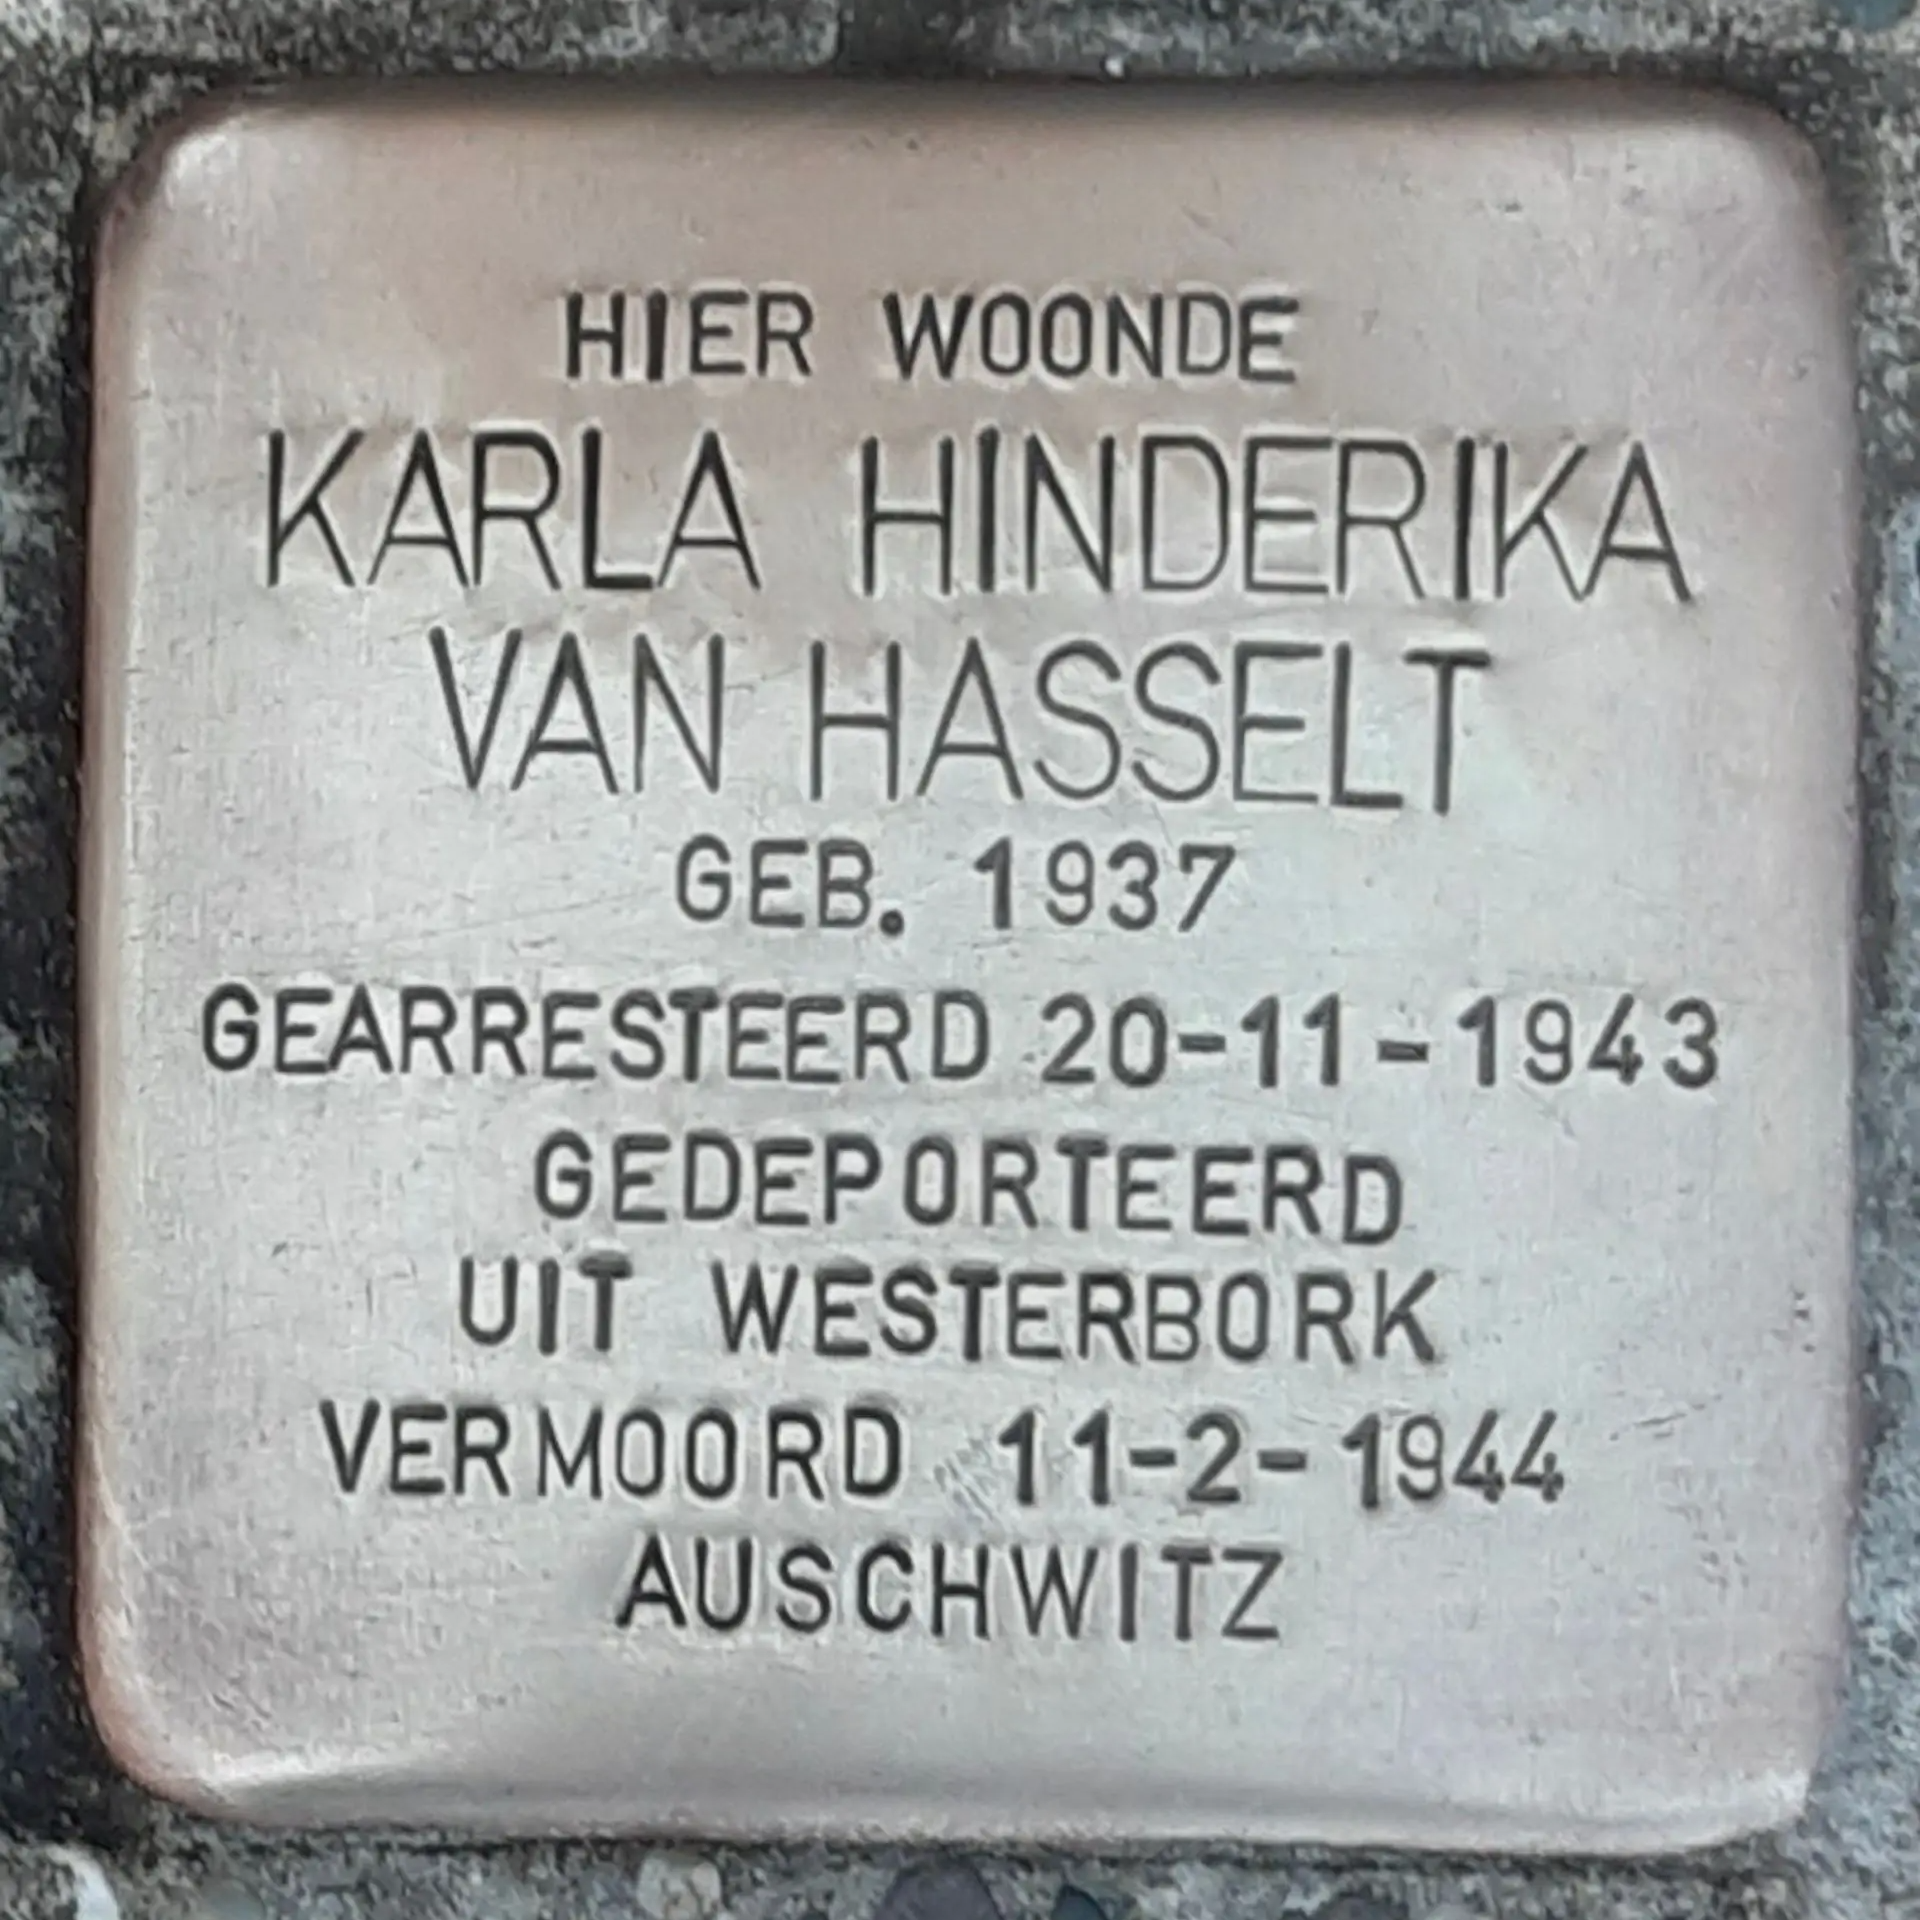 HIER WOONDE
KARLA HINDERIKA
VAN HASSELT
GEB. 1937
GEARRESTEERD 20-11-1943
GEDEPORTEERD
UIT WESTERBORK
VERMOORD 11-2-1944
AUSCHWITZ